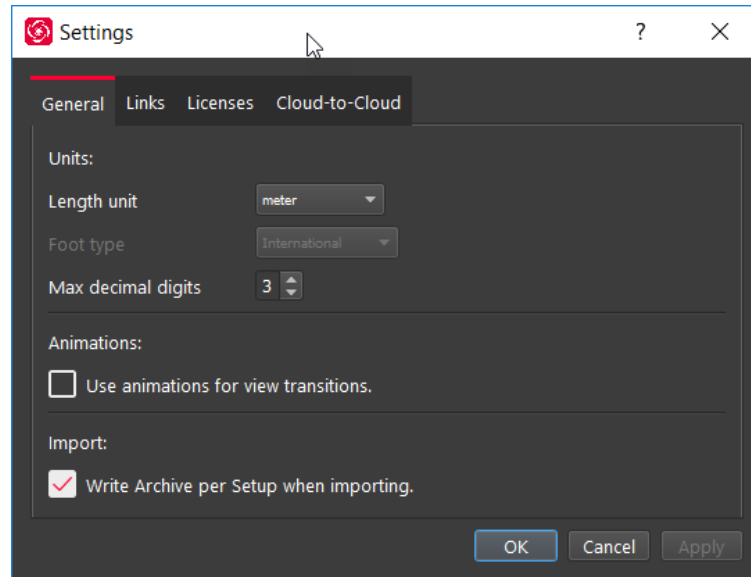 Settings
?
General Links Licenses Cloud-to-Cloud
Units:
Length unit meter
Foot type International
Max decimal digits 3
Animations:
Use animations for view transitions.
Import:
Write Archive per Setup when importing.
OK Cancel Apply